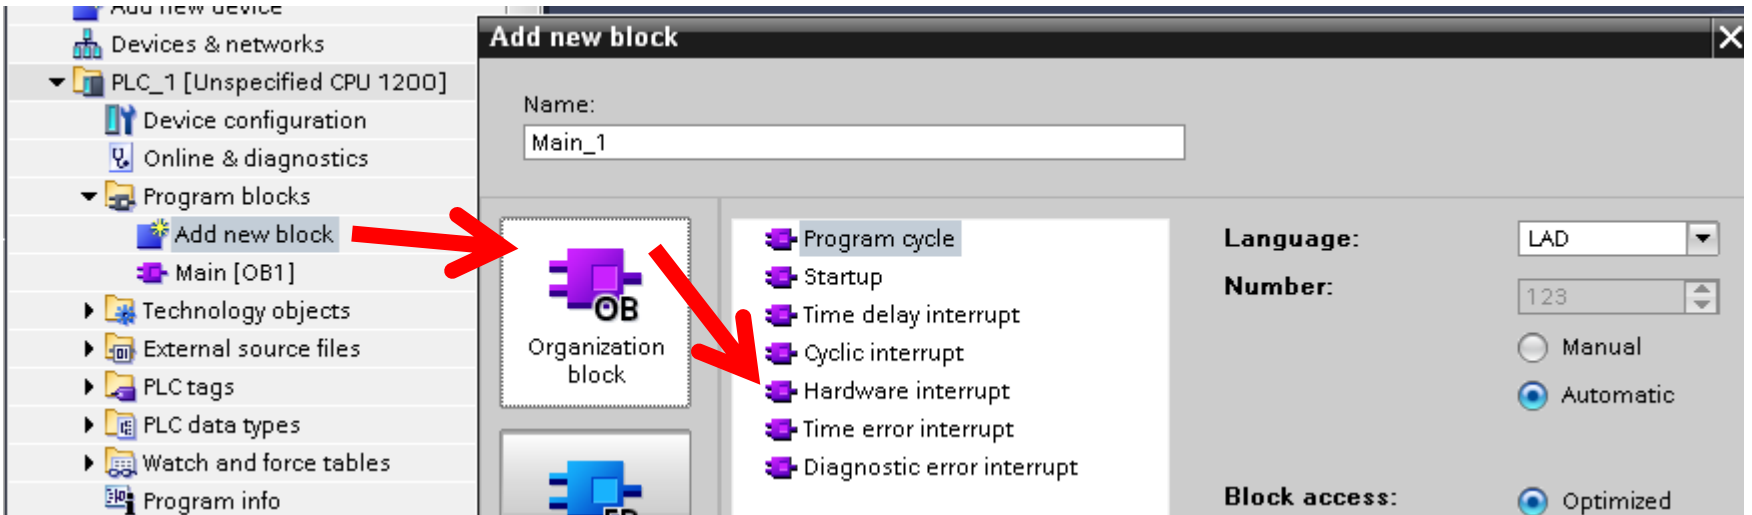 Add new device
Devices & networks
PLC_1 [Unspecified CPU 1200]
Device configuration
Online & diagnostics
Program blocks
Add new block
Main [OB1]
Technology objects
External source files
PLC tags
PLC data types
Watch and force tables
Program info
Add new block
Name:
Main_1
OB
Organization
block
Program cycle
Startup
Time delay interrupt
Cyclic interrupt
Hardware interrupt
Time error interrupt
Diagnostic error interrupt
Language:
LAD
Number:
123
Manual
Automatic
Block access:
Optimized